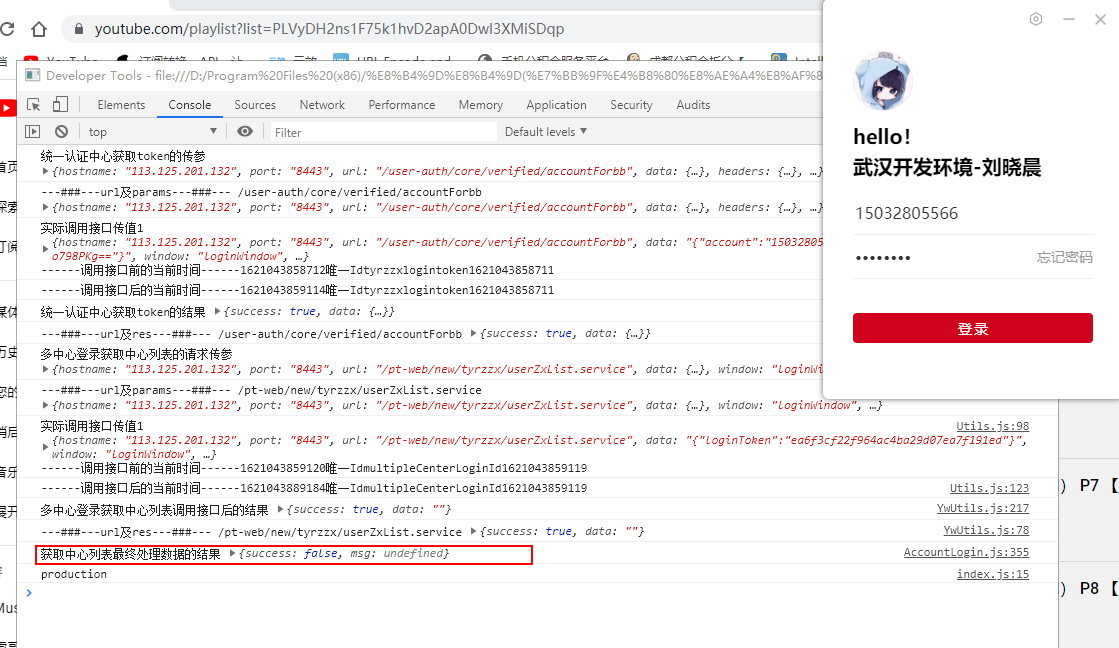 youtube.com/playlist?list=PLVyDH2ns1F75k1hvD2apA0DwI3XMiSDqp
Developer Tools - file:///D:/Program%20Files%20(x86)/%E8%B4%9D%E8%B4%9D(%E7%BB%9F%E4%B8%80%E8%AE%A4%E8%AF%8
Elements Console Sources Network Performance Memory Application Security Audits
top Filter Default levels ▼
统一认证中心获取token的传参
{hostname: "113.125.201.132", port: "8443", url: "/user-auth/core/verified/accountForbb", data: {…}, headers: {…}, …}
---###---url及params---###--- /user-auth/core/verified/accountForbb
{hostname: "113.125.201.132", port: "8443", url: "/user-auth/core/verified/accountForbb", data: {…}, headers: {…}, …}
实际调用接口传值1
{hostname: "113.125.201.132", port: "8443", url: "/user-auth/core/verified/accountForbb", data: "{"account":"15032805
o798PKg=="}", window: "loginWindow", …}
------调用接口前的当前时间------1621043858712唯一Idtyrzzxlogintoken1621043858711
------调用接口后的当前时间------1621043859114唯一Idtyrzzxlogintoken1621043858711
统一认证中心获取token的结果 {success: true, data: {…}}
---###---url及res---###--- /user-auth/core/verified/accountForbb {success: true, data: {…}}
多中心登录获取中心列表的请求传参
{hostname: "113.125.201.132", port: "8443", url: "/pt-web/new/tyrzzx/userZxList.service", data: {…}, window: "loginWi
---###---url及params---###--- /pt-web/new/tyrzzx/userZxList.service
{hostname: "113.125.201.132", port: "8443", url: "/pt-web/new/tyrzzx/userZxList.service", data: {…}, window: "loginWindow", …}
实际调用接口传值1 Utils.js:98
{hostname: "113.125.201.132", port: "8443", url: "/pt-web/new/tyrzzx/userZxList.service", data: "{"loginToken":"ea6f3cf22f964ac4ba29d07ea7f191ed"}",
window: "loginWindow", …}
------调用接口前的当前时间------1621043859120唯一IdmultipleCenterLoginId1621043859119
------调用接口后的当前时间------1621043889184唯一IdmultipleCenterLoginId1621043859119 Utils.js:123
多中心登录获取中心列表调用接口后的结果 {success: true, data: ""} YwUtils.js:217
---###---url及res---###--- /pt-web/new/tyrzzx/userZxList.service {success: true, data: ""} YwUtils.js:78
获取中心列表最终处理数据的结果 {success: false, msg: undefined} AccountLogin.js:355
production index.js:15
hello!
武汉开发环境-刘晓晨
15032805566
•••••••• 忘记密码
登录
) P7【
) P8【